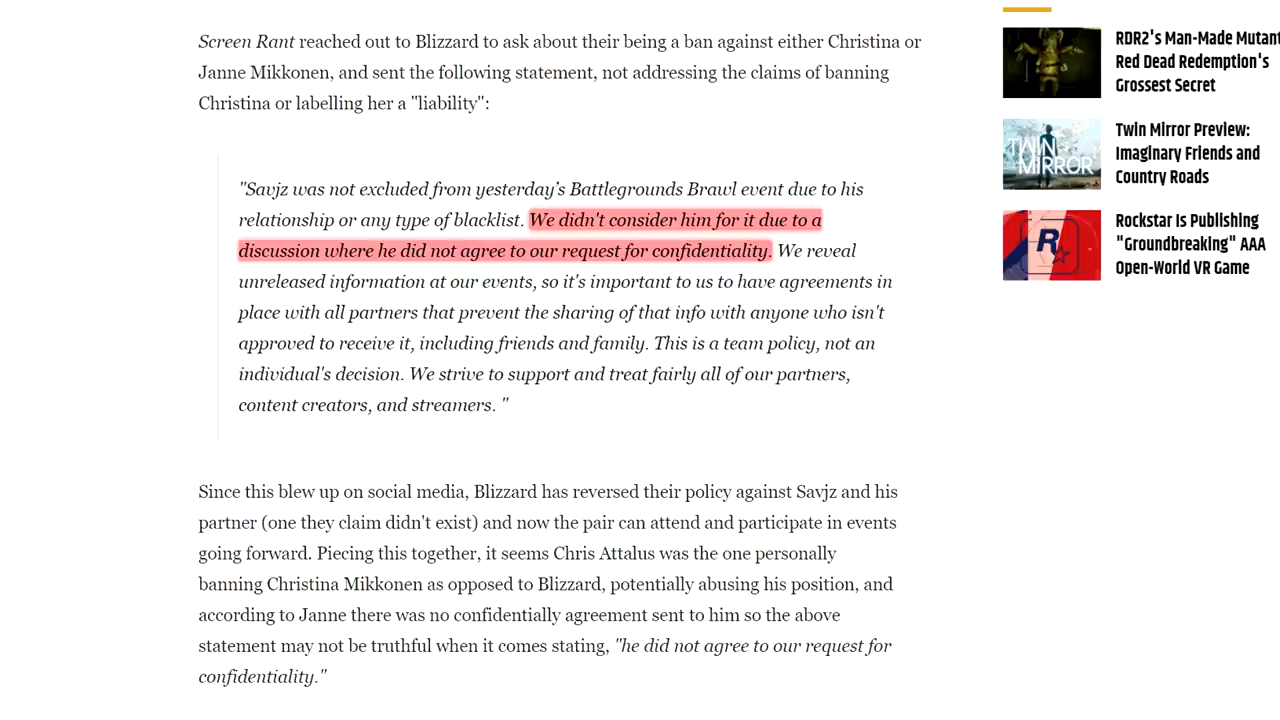 Screen Rant reached out to Blizzard to ask about their being a ban against either Christina or
Janne Mikkonen, and sent the following statement, not addressing the claims of banning
Christina or labelling her a "liability":
"Savjz was not excluded from yesterday's Battlegrounds Brawl event due to his
relationship or any type of blacklist. We didn't consider him for it due to a
discussion where he did not agree to our request for confidentiality. We reveal
unreleased information at our events, so it's important to us to have agreements in
place with all partners that prevent the sharing of that info with anyone who isn't
approved to receive it, including friends and family. This is a team policy, not an
individual's decision. We strive to support and treat fairly all of our partners,
content creators, and streamers. "
Since this blew up on social media, Blizzard has reversed their policy against Savjz and his
partner (one they claim didn't exist) and now the pair can attend and participate in events
going forward. Piecing this together, it seems Chris Attalus was the one personally
banning Christina Mikkonen as opposed to Blizzard, potentially abusing his position, and
according to Janne there was no confidentially agreement sent to him so the above
statement may not be truthful when it comes stating, "he did not agree to our request for
confidentiality."
RDR2's Man-Made Mutant
Red Dead Redemption's
Grossest Secret
TWIN
MIRROR
Twin Mirror Preview:
Imaginary Friends and
Country Roads
R
Rockstar Is Publishing
"Groundbreaking" AAA
Open-World VR Game